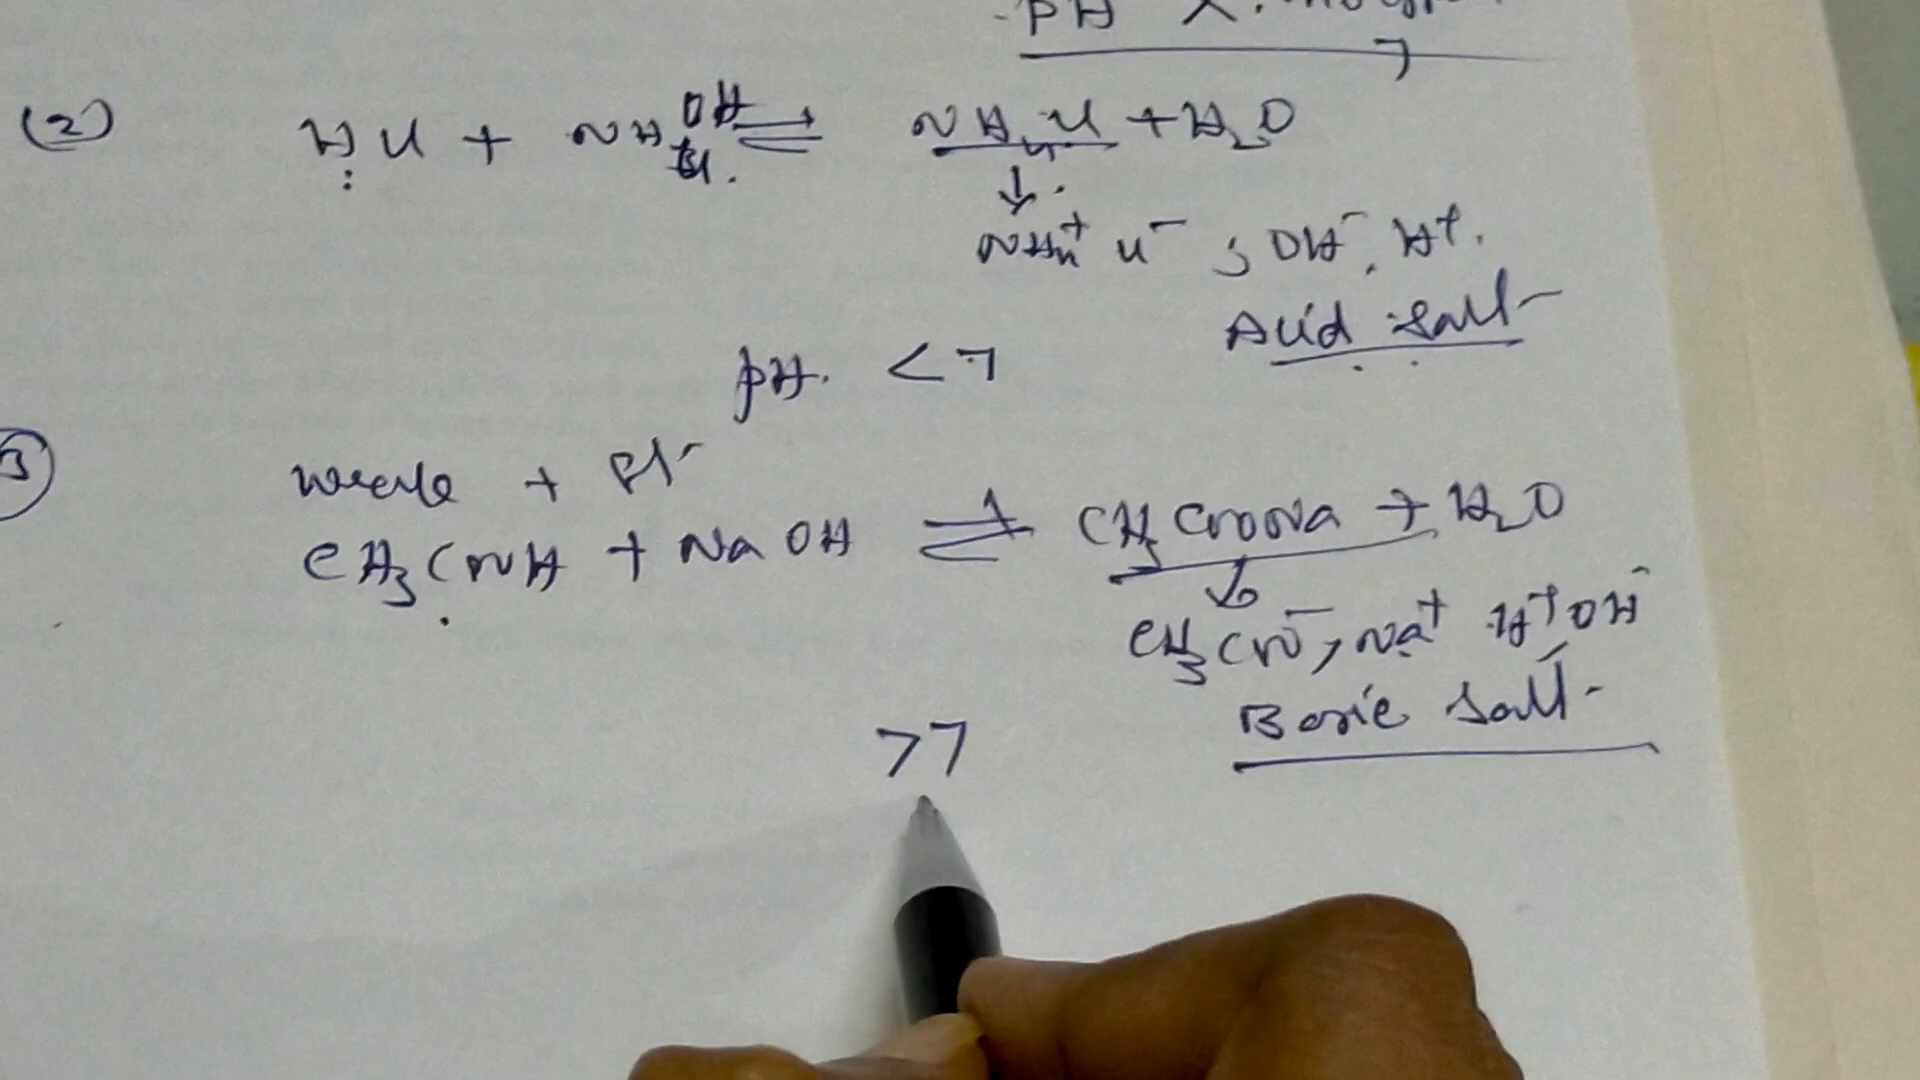 PH
(2) HCl + NH4OH ⇌ NH4Cl + H2O
↓
NH4+ Cl- ; OH-, H+.
Acid salt
pH. < 7
(3) Weak + St
CH3COOH + NaOH ⇌ CH3COONa + H2O
↓
CH3COO-, Na+ H+ OH-
Basic Salt
>7